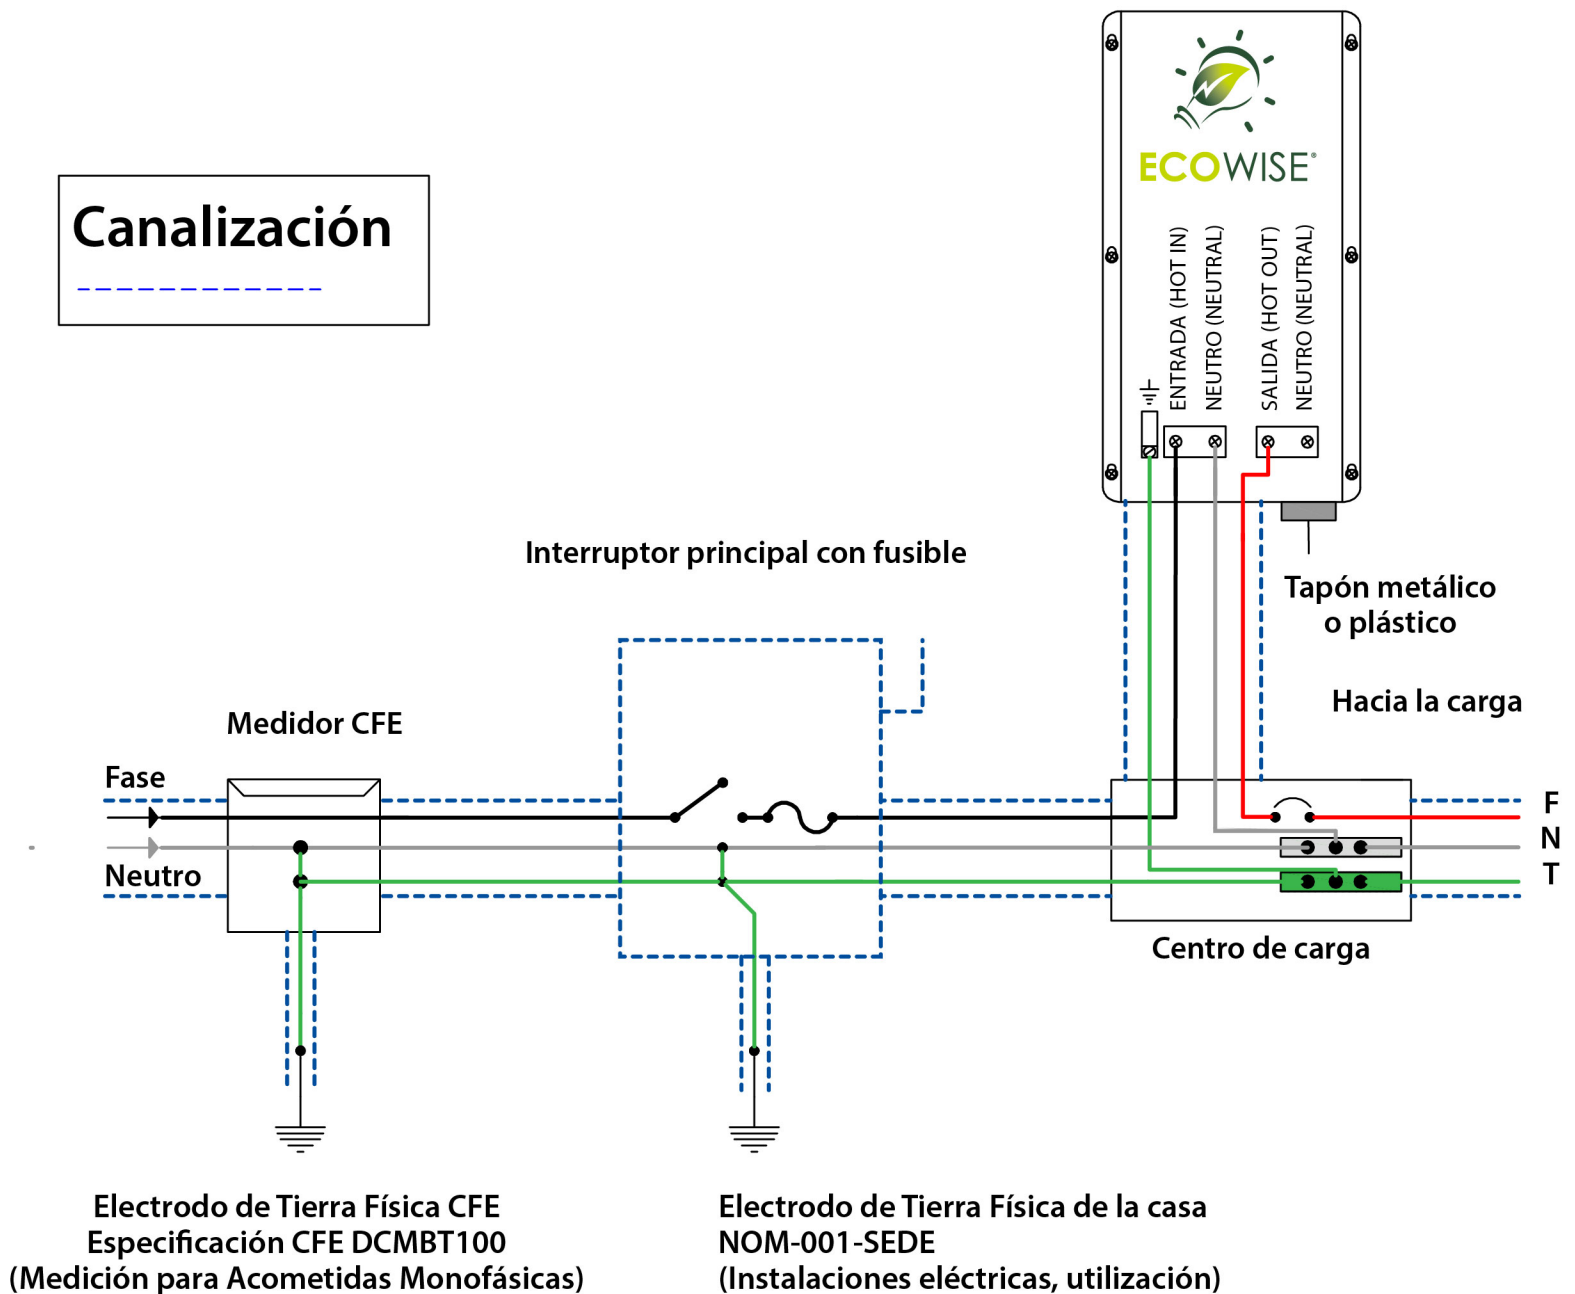 ECOWISE®
Canalización
ENTRADA (HOT IN)
NEUTRO (NEUTRAL)
SALIDA (HOT OUT)
NEUTRO (NEUTRAL)
Interruptor principal con fusible
Tapón metálico
o plástico
Hacia la carga
Medidor CFE
Fase
Neutro
F
N
T
Centro de carga
Electrodo de Tierra Física CFE
Especificación CFE DCMBT100
(Medición para Acometidas Monofásicas)
Electrodo de Tierra Física de la casa
NOM-001-SEDE
(Instalaciones eléctricas, utilización)